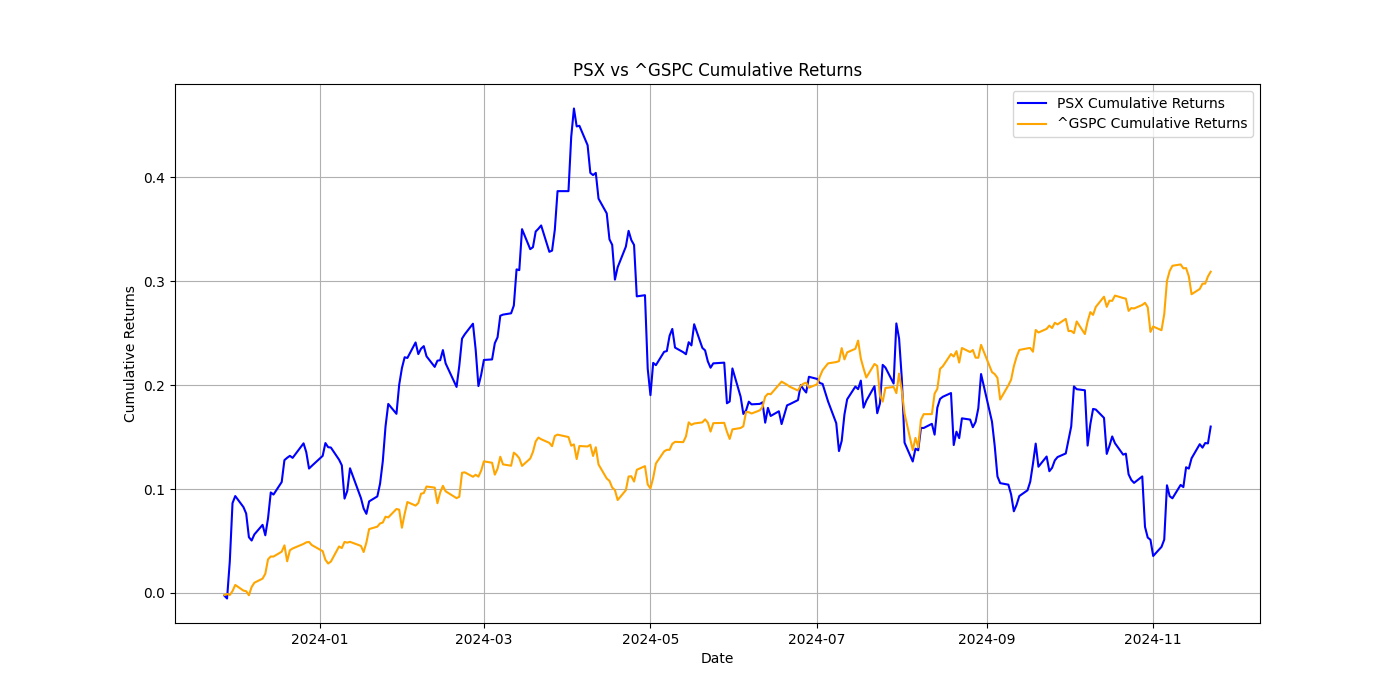 PSX vs ^GSPC Cumulative Returns
PSX Cumulative Returns
^GSPC Cumulative Returns
Cumulative Returns
0.4
0.3
0.2
0.1
0.0
2024-01
2024-03
2024-05
2024-07
2024-09
2024-11
Date